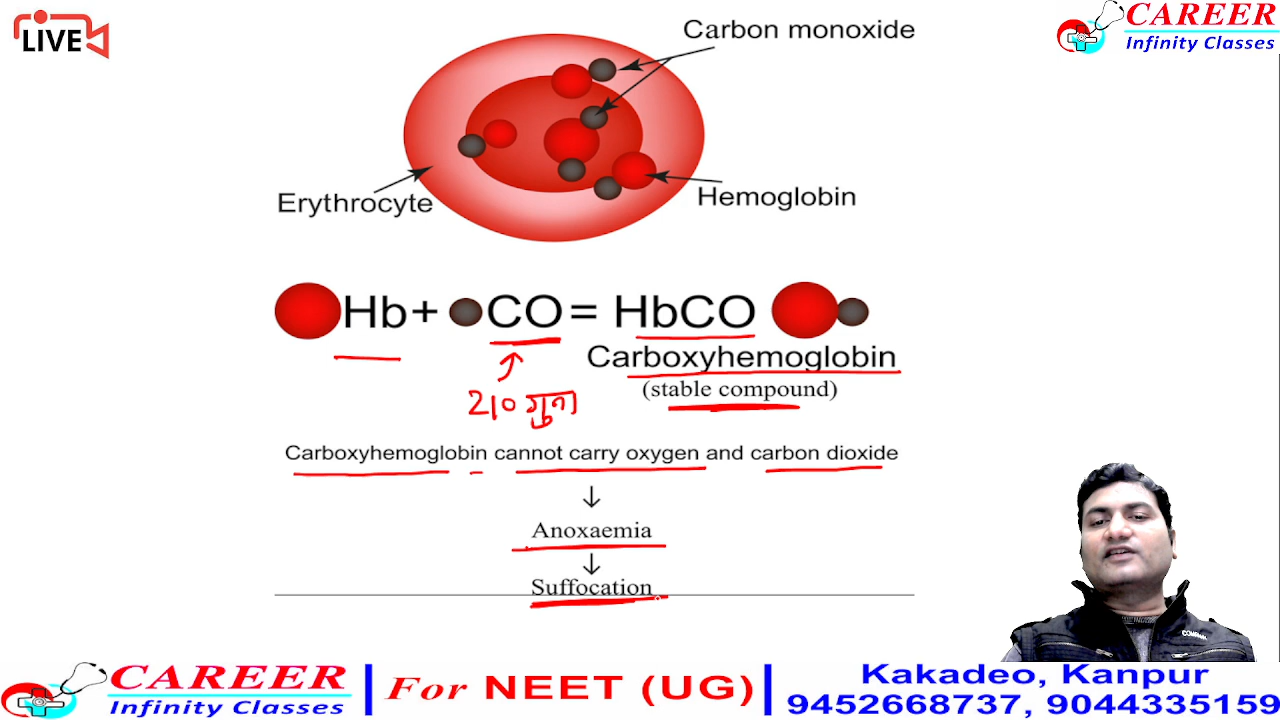 LIVE
CAREER
Infinity Classes
Carbon monoxide
Erythrocyte
Hemoglobin
Hb + CO = HbCO
Carboxyhemoglobin
(stable compound)
210 गुना
Carboxyhemoglobin cannot carry oxygen and carbon dioxide
↓
Anoxaemia
↓
Suffocation
COMPANIA
CAREER
Infinity Classes
For NEET (UG)
Kakadeo, Kanpur
9452668737, 9044335159